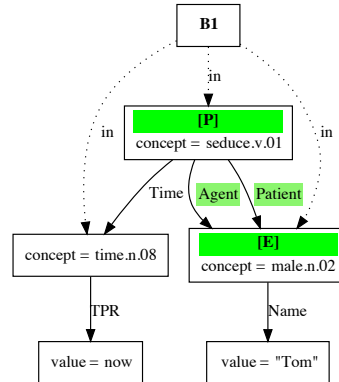 B1
in
[P]
concept = seduce.v.01
in
in
Time
Agent
Patient
concept = time.n.08
[E]
concept = male.n.02
TPR
Name
value = now
value = "Tom"